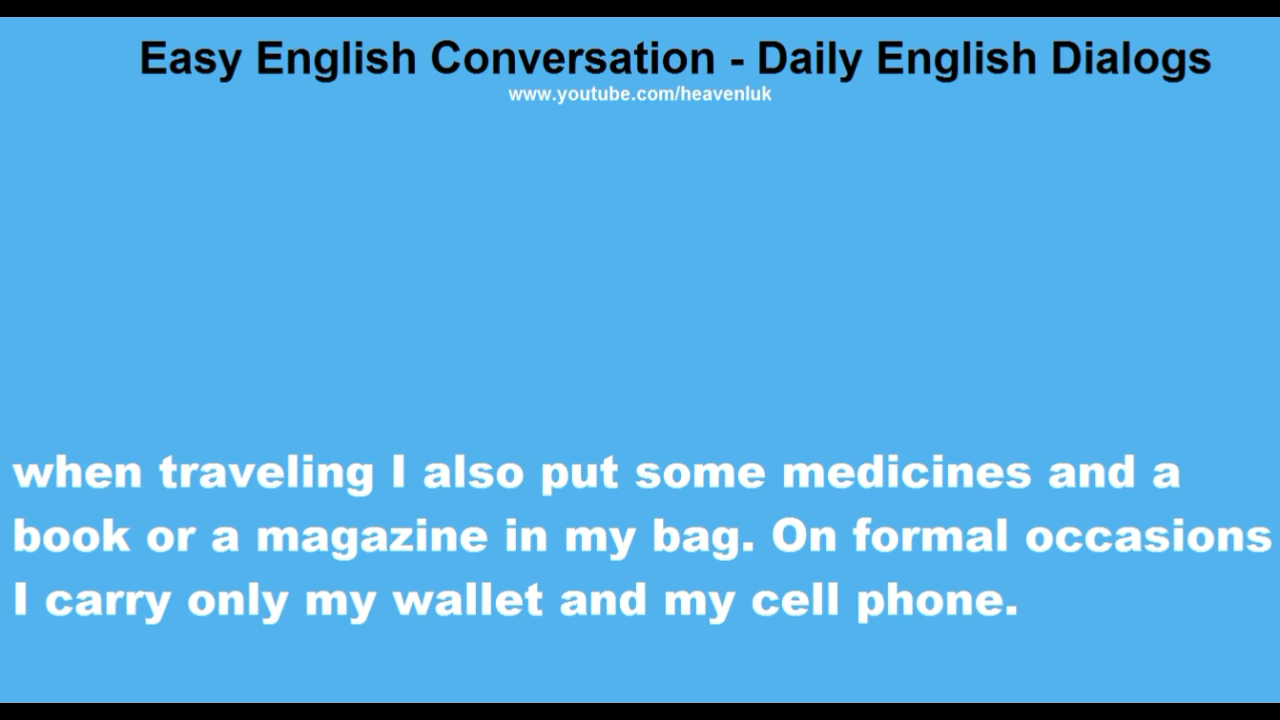 Easy English Conversation - Daily English Dialogs
www.youtube.com/heavenluk
when traveling I also put some medicines and a
book or a magazine in my bag. On formal occasions
I carry only my wallet and my cell phone.